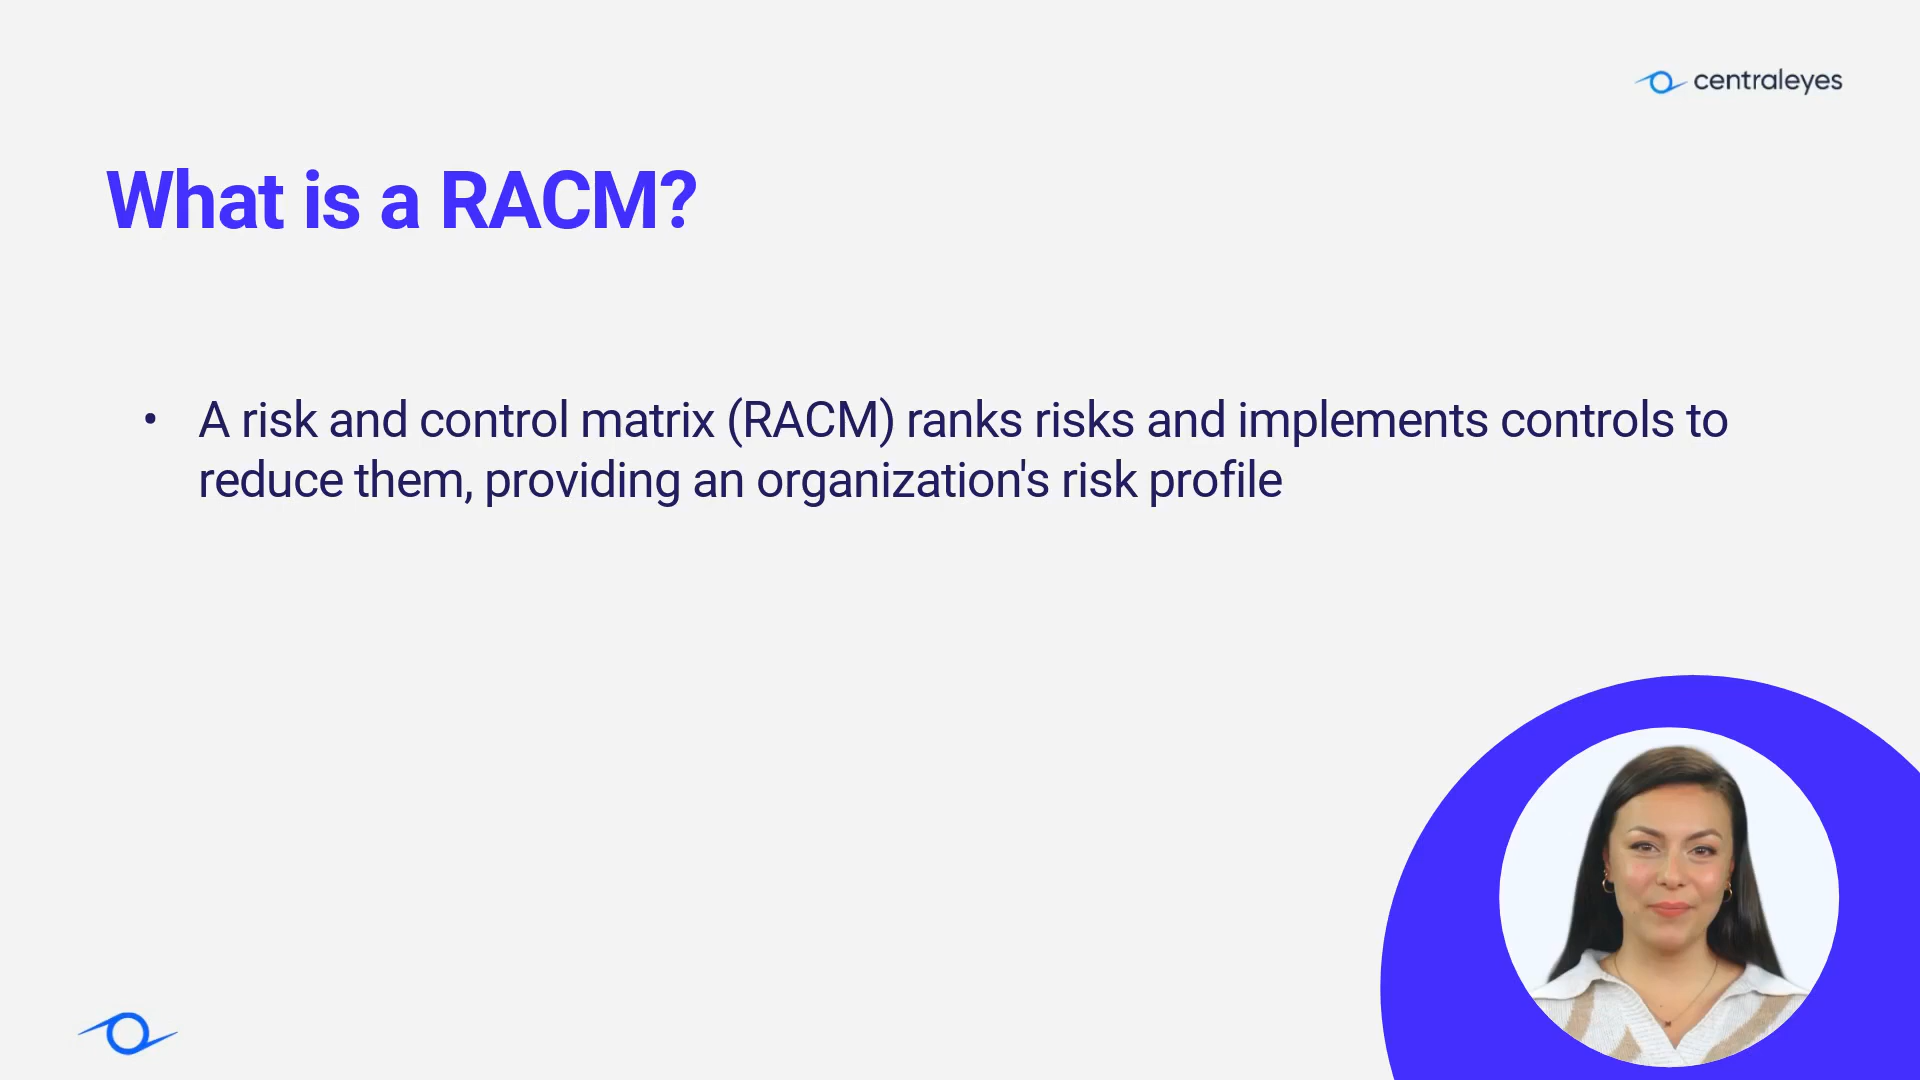 centraleyes
What is a RACM?
• A risk and control matrix (RACM) ranks risks and implements controls to
reduce them, providing an organization's risk profile